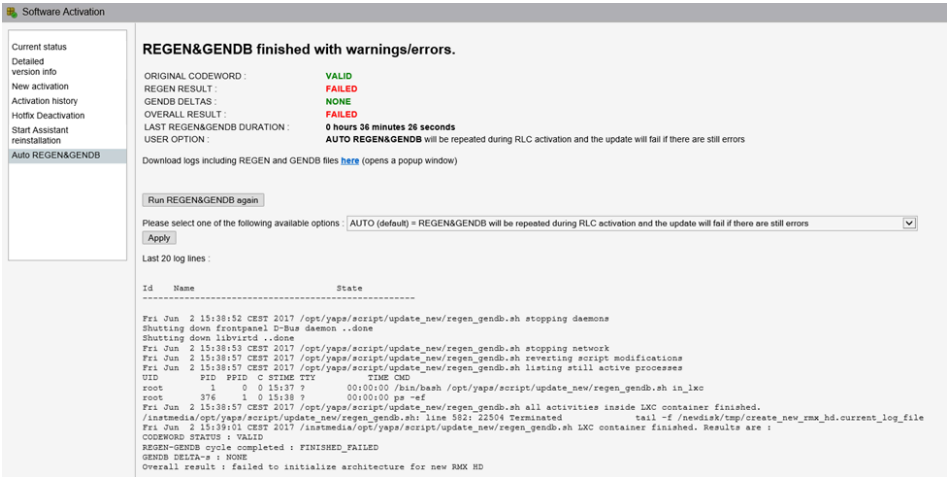 Software Activation
Current status
Detailed
version info
New activation
Activation history
Hotfix Deactivation
Start Assistant
reinstallation
Auto REGEN&GENDB
REGEN&GENDB finished with warnings/errors.
ORIGINAL CODEWORD : VALID
REGEN RESULT : FAILED
GENDB DELTAS : NONE
OVERALL RESULT : FAILED
LAST REGEN&GENDB DURATION : 0 hours 36 minutes 26 seconds
USER OPTION : AUTO REGEN&GENDB will be repeated during RLC activation and the update will fail if there are still errors
Download logs including REGEN and GENDB files here (opens a popup window)
Run REGEN&GENDB again
Please select one of the following available options : AUTO (default) = REGEN&GENDB will be repeated during RLC activation and the update will fail if there are still errors
Apply
Last 20 log lines :
Id Name State
----------------------------------------------------
Fri Jun 2 15:38:52 CEST 2017 /opt/yaps/script/update_new/regen_gendb.sh stopping daemons
Shutting down frontpanel D-Bus daemon ..done
Shutting down libvirtd ..done
Fri Jun 2 15:38:53 CEST 2017 /opt/yaps/script/update_new/regen_gendb.sh stopping network
Fri Jun 2 15:38:57 CEST 2017 /opt/yaps/script/update_new/regen_gendb.sh reverting script modifications
Fri Jun 2 15:38:57 CEST 2017 /opt/yaps/script/update_new/regen_gendb.sh listing still active processes
UID PID PPID C STIME TTY TIME CMD
root 1 0 0 15:37 ? 00:00:00 /bin/bash /opt/yaps/script/update_new/regen_gendb.sh in_lxc
root 376 1 0 15:38 ? 00:00:00 ps -ef
Fri Jun 2 15:38:57 CEST 2017 /opt/yaps/script/update_new/regen_gendb.sh all activities inside LXC container finished.
/instmedia/opt/yaps/script/update_new/regen_gendb.sh: line 582: 22504 Terminated tail -f /newdisk/tmp/create_new_rmx_hd.current_log_file
Fri Jun 2 15:39:01 CEST 2017 /instmedia/opt/yaps/script/update_new/regen_gendb.sh LXC container finished. Results are :
CODEWORD STATUS : VALID
REGEN-GENDB cycle completed : FINISHED_FAILED
GENDB DELTA-s : NONE
Overall result : failed to initialize architecture for new RMX HD